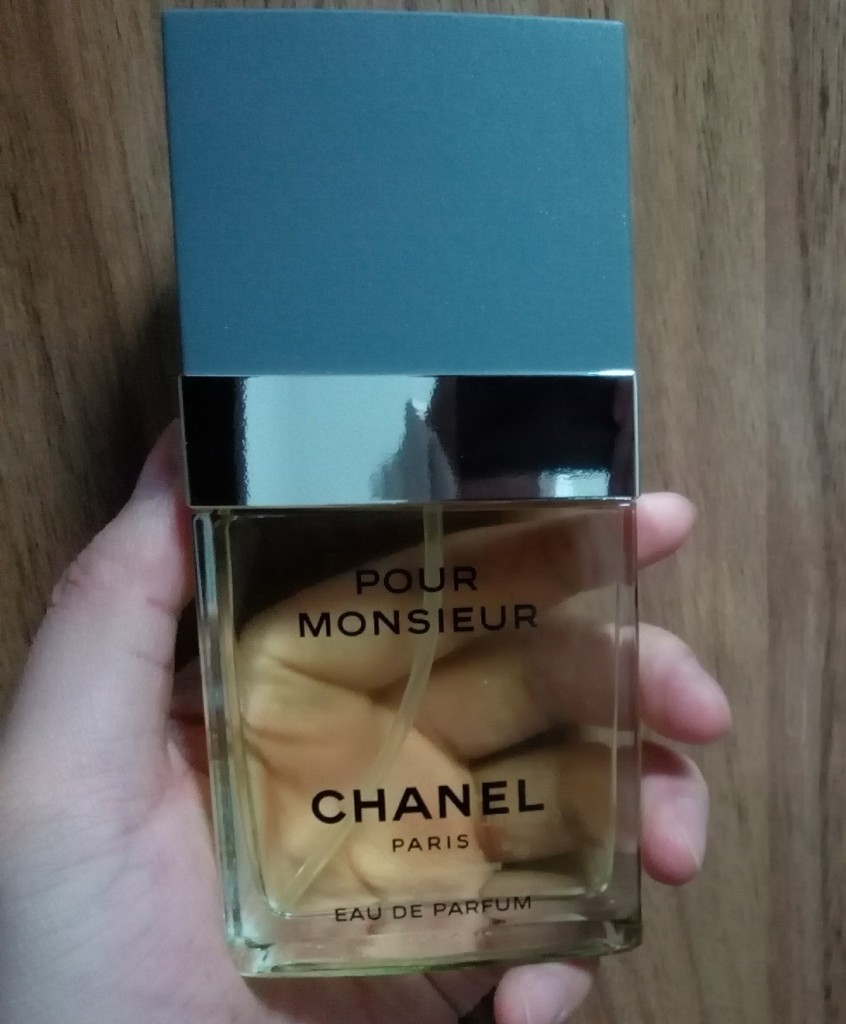 POUR
MONSIEUR
CHANEL
PARIS
EAU DE PARFUM